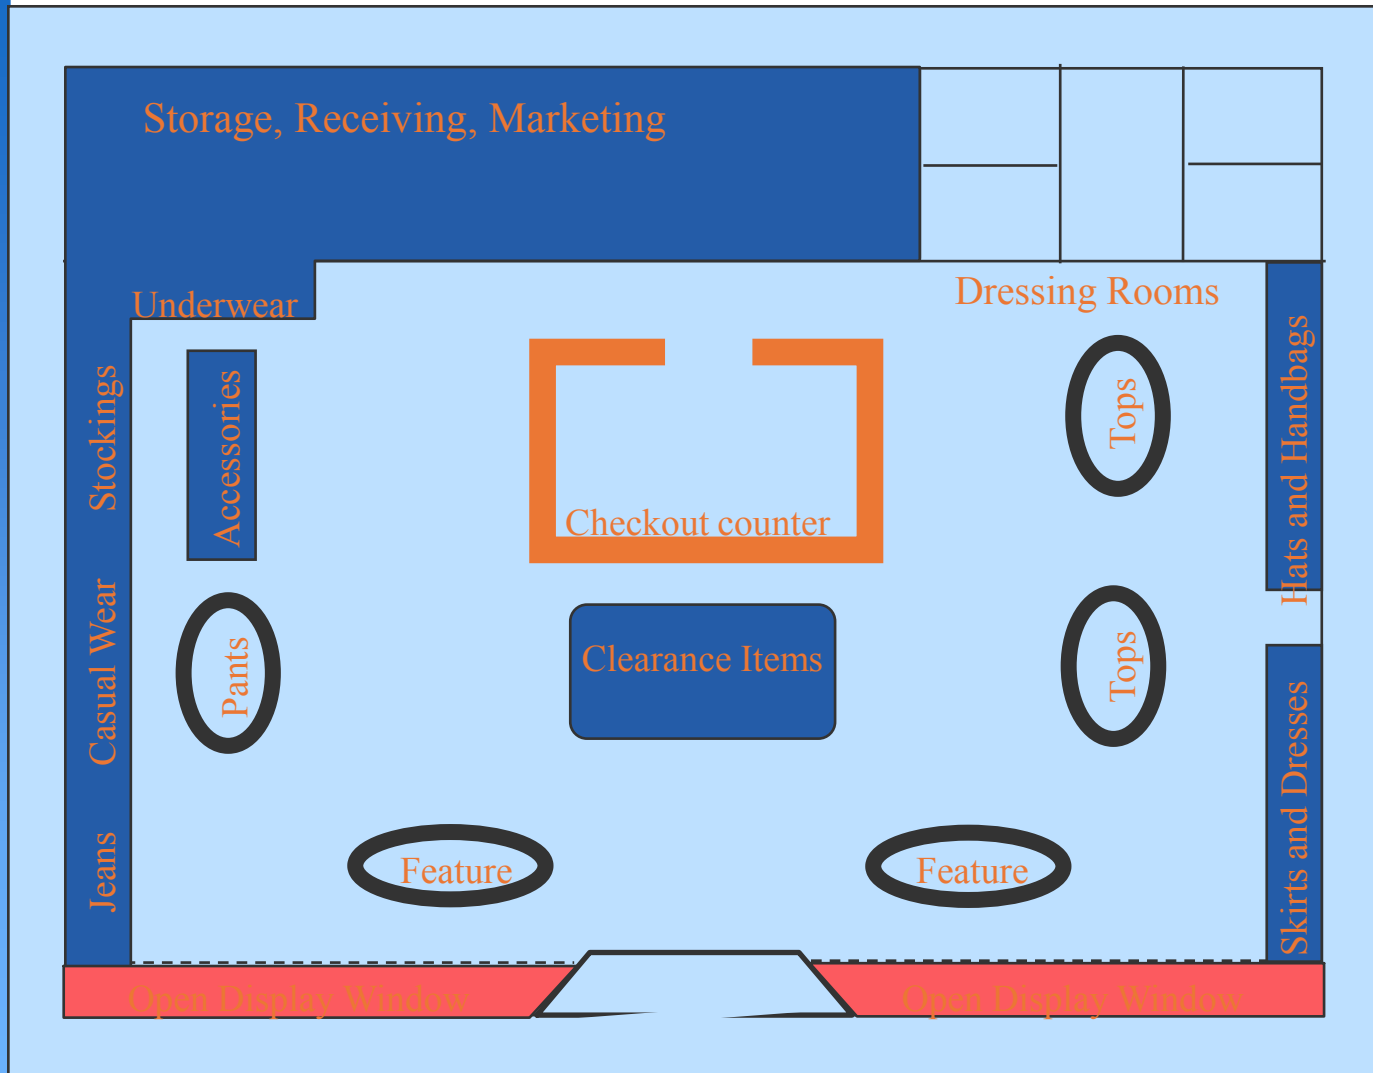 Storage, Receiving, Marketing
Underwear
Dressing Rooms
Stockings
Accessories
Checkout counter
Tops
Hats and Handbags
Casual Wear
Pants
Clearance Items
Tops
Jeans
Feature
Feature
Skirts and Dresses
Open Display Window
Open Display Window